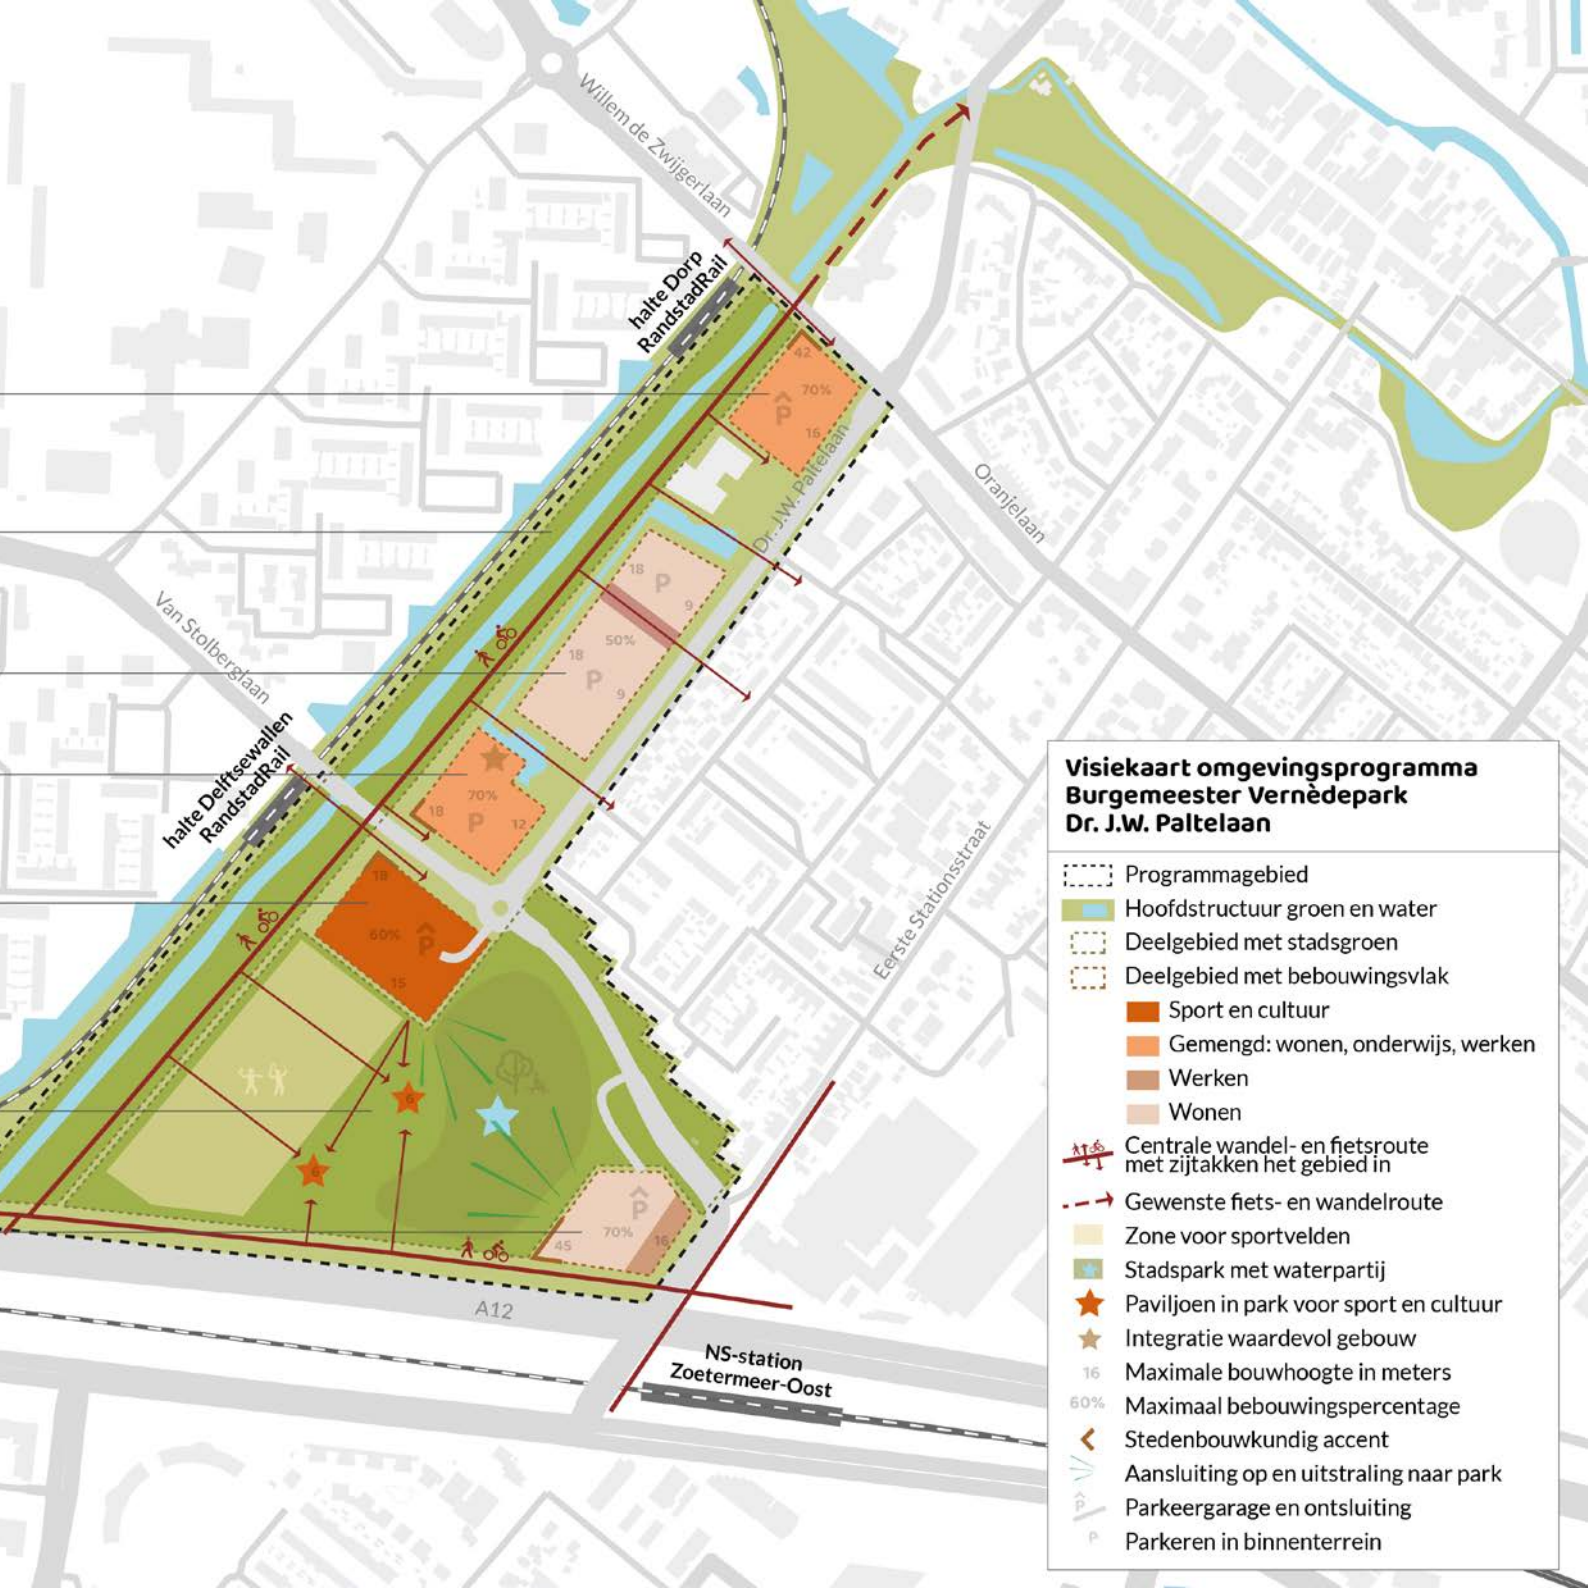 Willem de Zwijgerlaan
halte Dorp
RandstadRail
42
70%
P
16
Dr. J.W. Paltelaan
Oranjelaan
18
P
9
50%
18
P
9
Van Stolberglaan
halte Delftsewallen
RandstadRail
70%
18
P
12
18
60%
P
15
Eerste Stationsstraat
6
6
P
70%
16
45
A12
NS-station
Zoetermeer-Oost
Visiekaart omgevingsprogramma
Burgemeester Vernèdepark
Dr. J.W. Paltelaan
Programmagebied
Hoofdstructuur groen en water
Deelgebied met stadsgroen
Deelgebied met bebouwingsvlak
Sport en cultuur
Gemengd: wonen, onderwijs, werken
Werken
Wonen
Centrale wandel- en fietsroute
met zijtakken het gebied in
Gewenste fiets- en wandelroute
Zone voor sportvelden
Stadspark met waterpartij
Paviljoen in park voor sport en cultuur
Integratie waardevol gebouw
16 Maximale bouwhoogte in meters
60% Maximaal bebouwingspercentage
Stedenbouwkundig accent
Aansluiting op en uitstraling naar park
P Parkeergarage en ontsluiting
P Parkeren in binnenterrein